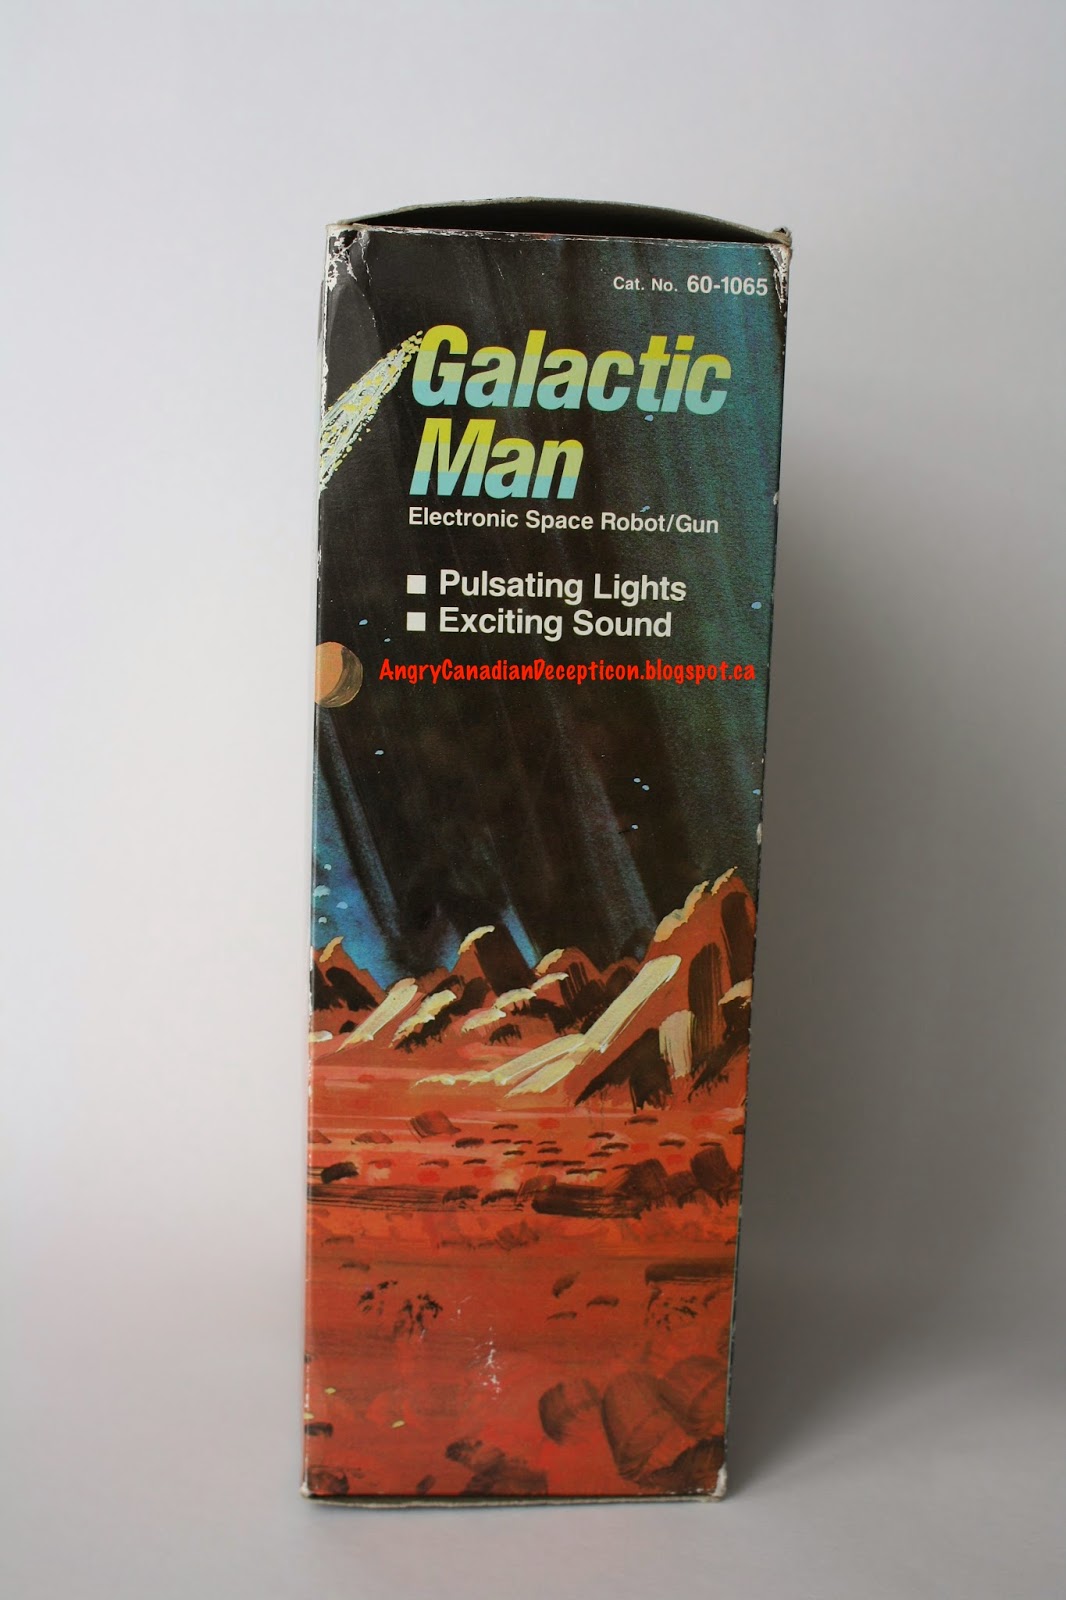 Cat. No. 60-1065
Galactic
Man
Electronic Space Robot/Gun
■ Pulsating Lights
■ Exciting Sound
AngryCanadianDecepticon.blogspot.ca